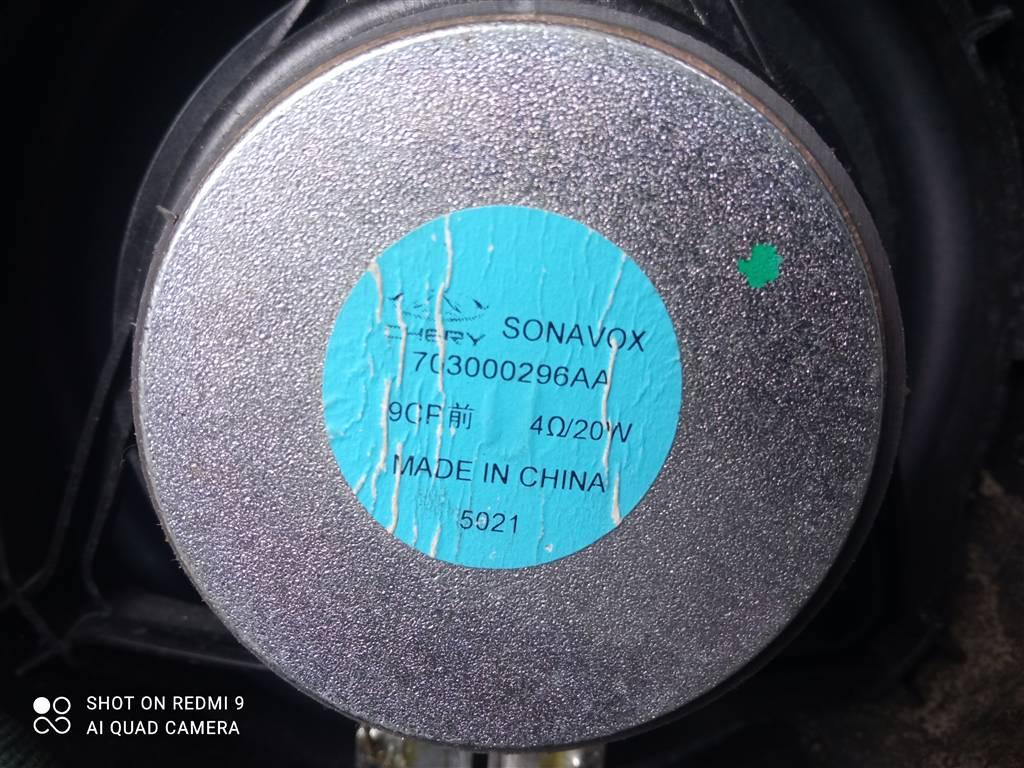 CHERY SONAVOX
703000296AA
9CP前 4Ω/20W
MADE IN CHINA
5021
SHOT ON REDMI 9
AI QUAD CAMERA